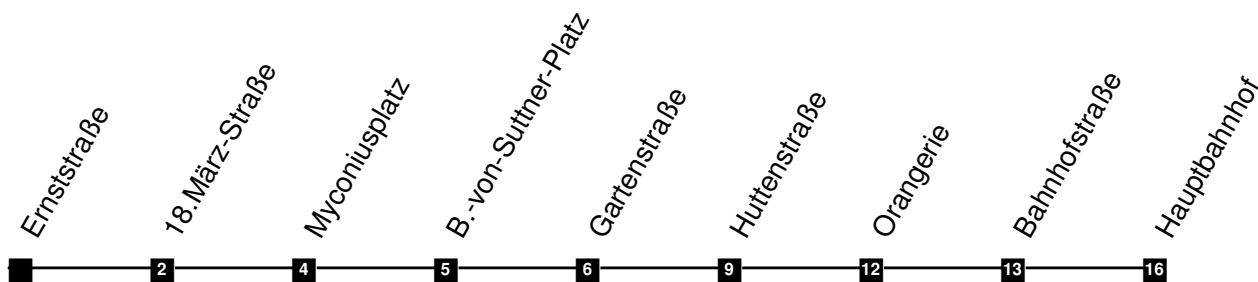 Ernststraße
18.März-Straße
Myconiusplatz
B.-von-Suttner-Platz
Gartenstraße
Huttenstraße
Orangerie
Bahnhofstraße
Hauptbahnhof
2 4 5 6 9 12 13 16